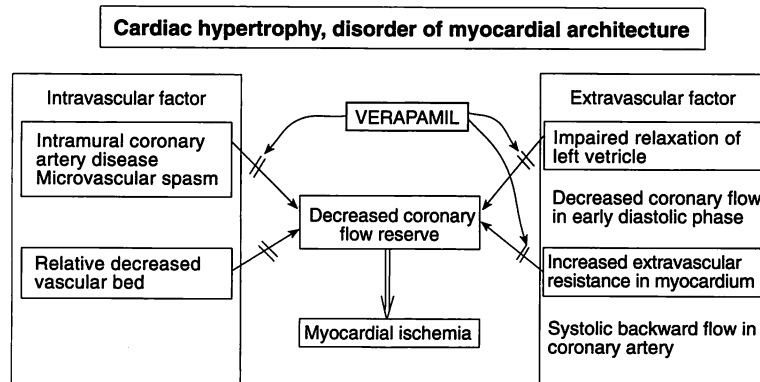 Cardiac hypertrophy, disorder of myocardial architecture
Intravascular factor
Intramural coronary
artery disease
Microvascular spasm
Relative decreased
vascular bed
VERAPAMIL
Decreased coronary
flow reserve
Myocardial ischemia
Extravascular factor
Impaired relaxation of
left vetricle
Decreased coronary flow
in early diastolic phase
Increased extravascular
resistance in myocardium
Systolic backward flow in
coronary artery